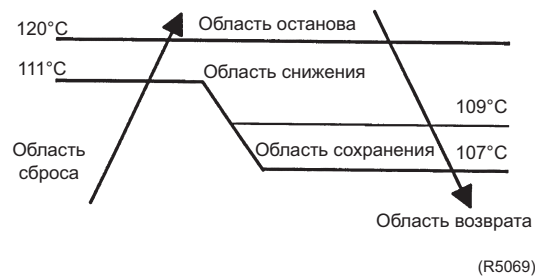 120°C
Область останова
111°C
Область снижения
109°C
Область
сброса
Область сохранения
107°C
Область возврата
(R5069)